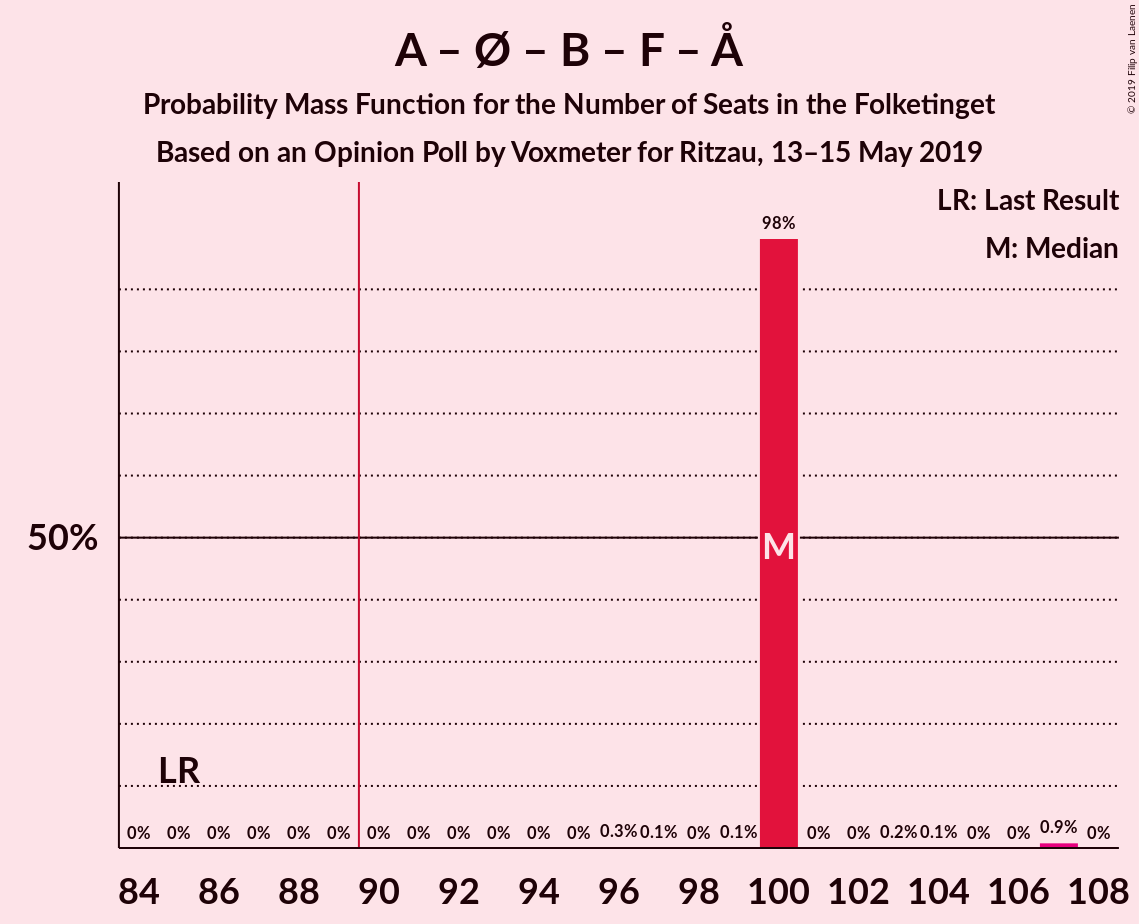 A – Ø – B – F – Å
Probability Mass Function for the Number of Seats in the Folketinget
Based on an Opinion Poll by Voxmeter for Ritzau, 13–15 May 2019
© 2019 Filip van Laenen
LR: Last Result
M: Median
98%
50%
M
LR
0% 0% 0% 0% 0% 0% 0% 0% 0% 0% 0% 0% 0.3% 0.1% 0% 0.1% 0% 0% 0.2% 0.1% 0% 0% 0.9% 0%
84 86 88 90 92 94 96 98 100 102 104 106 108